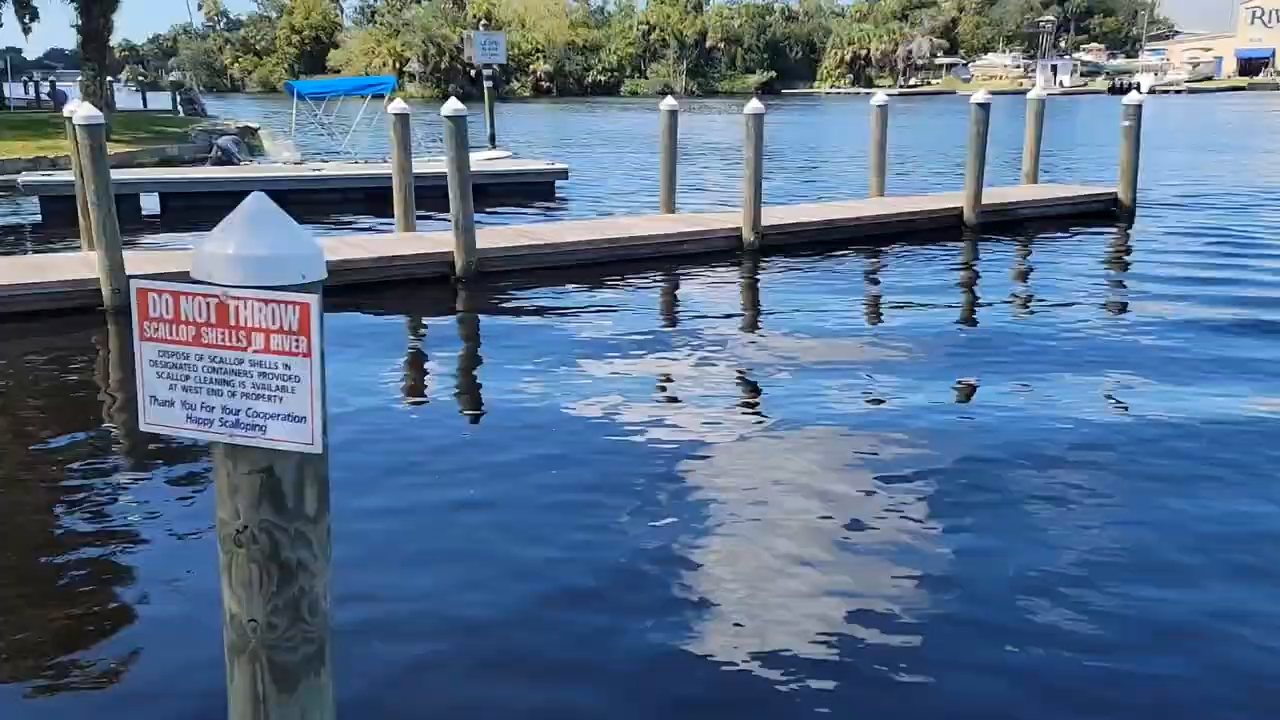 DO NOT THROW
SCALLOP SHELLS IN RIVER
DISPOSE OF SCALLOP SHELLS IN
DESIGNATED CONTAINERS PROVIDED
SCALLOP CLEANING IS AVAILABLE
AT WEST END OF PROPERTY
Thank You For Your Cooperation
Happy Scalloping